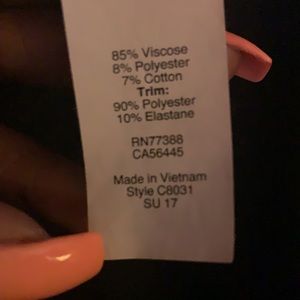 85% Viscose
8% Polyester
7% Cotton
Trim:
90% Polyester
10% Elastane
RN77388
CA56445
Made in Vietnam
Style C8031
SU 17